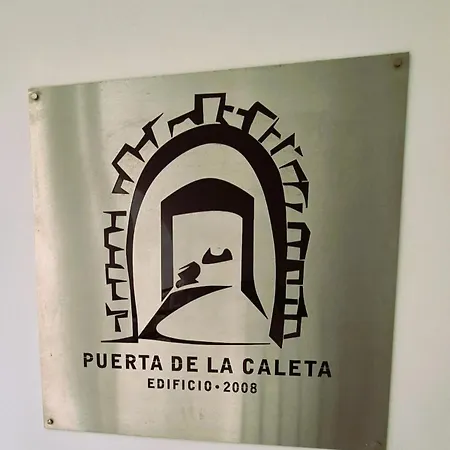 PUERTA DE LA CALETA
EDIFICIO • 2008